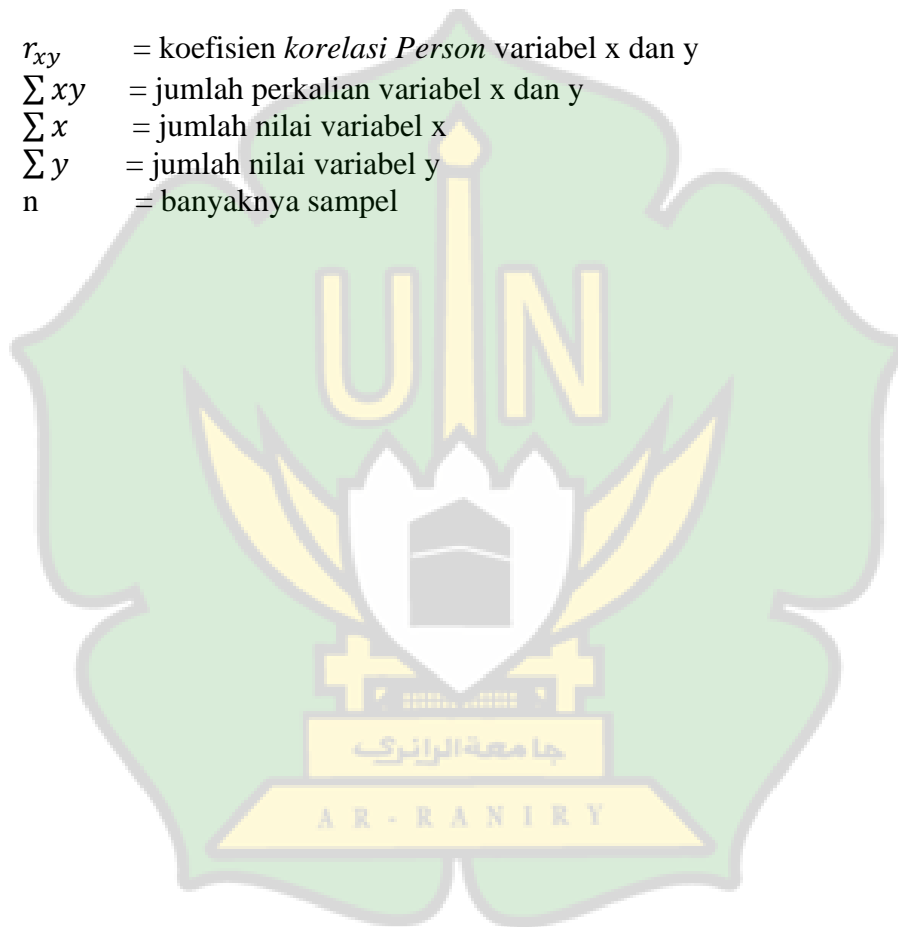 r_xy = koefisien korelasi Person variabel x dan y
∑ xy = jumlah perkalian variabel x dan y
∑ x = jumlah nilai variabel x
∑ y = jumlah nilai variabel y
n = banyaknya sampel
UIN
جامعة الرانري
AR-RANIRY